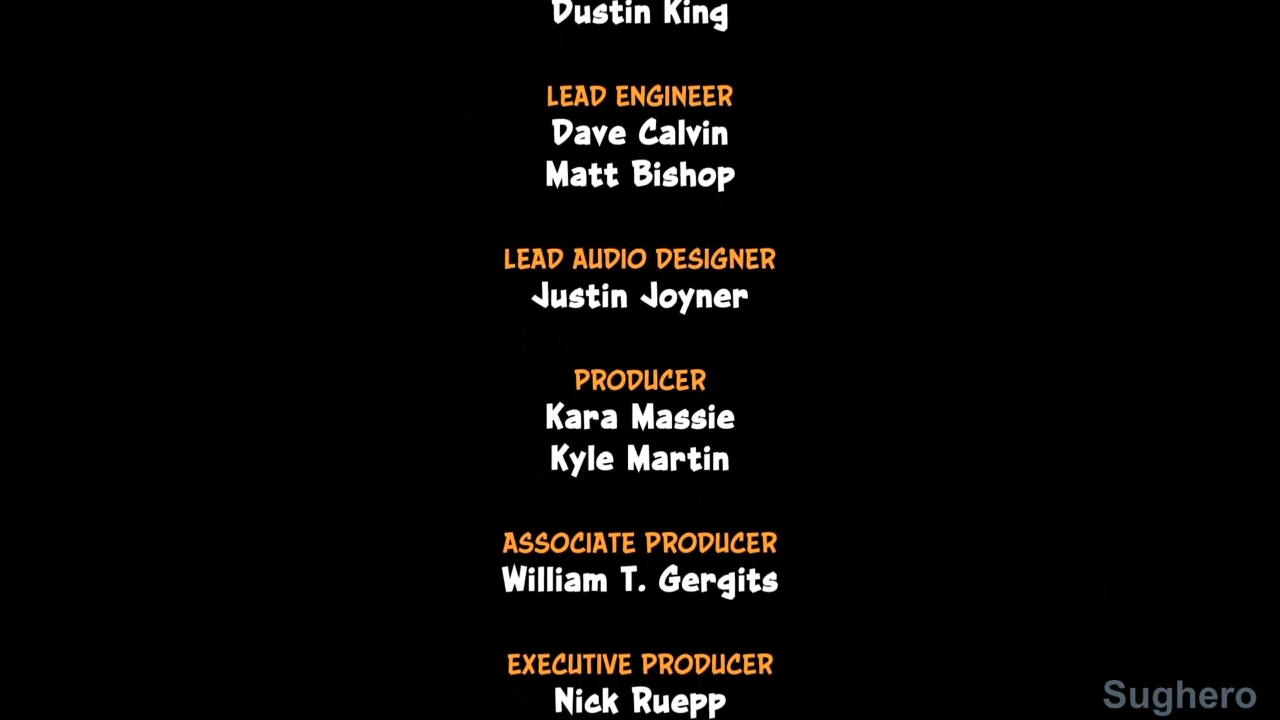 Dustin King
LEAD ENGINEER
Dave Calvin
Matt Bishop
LEAD AUDIO DESIGNER
Justin Joyner
PRODUCER
Kara Massie
Kyle Martin
ASSOCIATE PRODUCER
William T. Gergits
EXECUTIVE PRODUCER
Nick Ruepp
Sughero